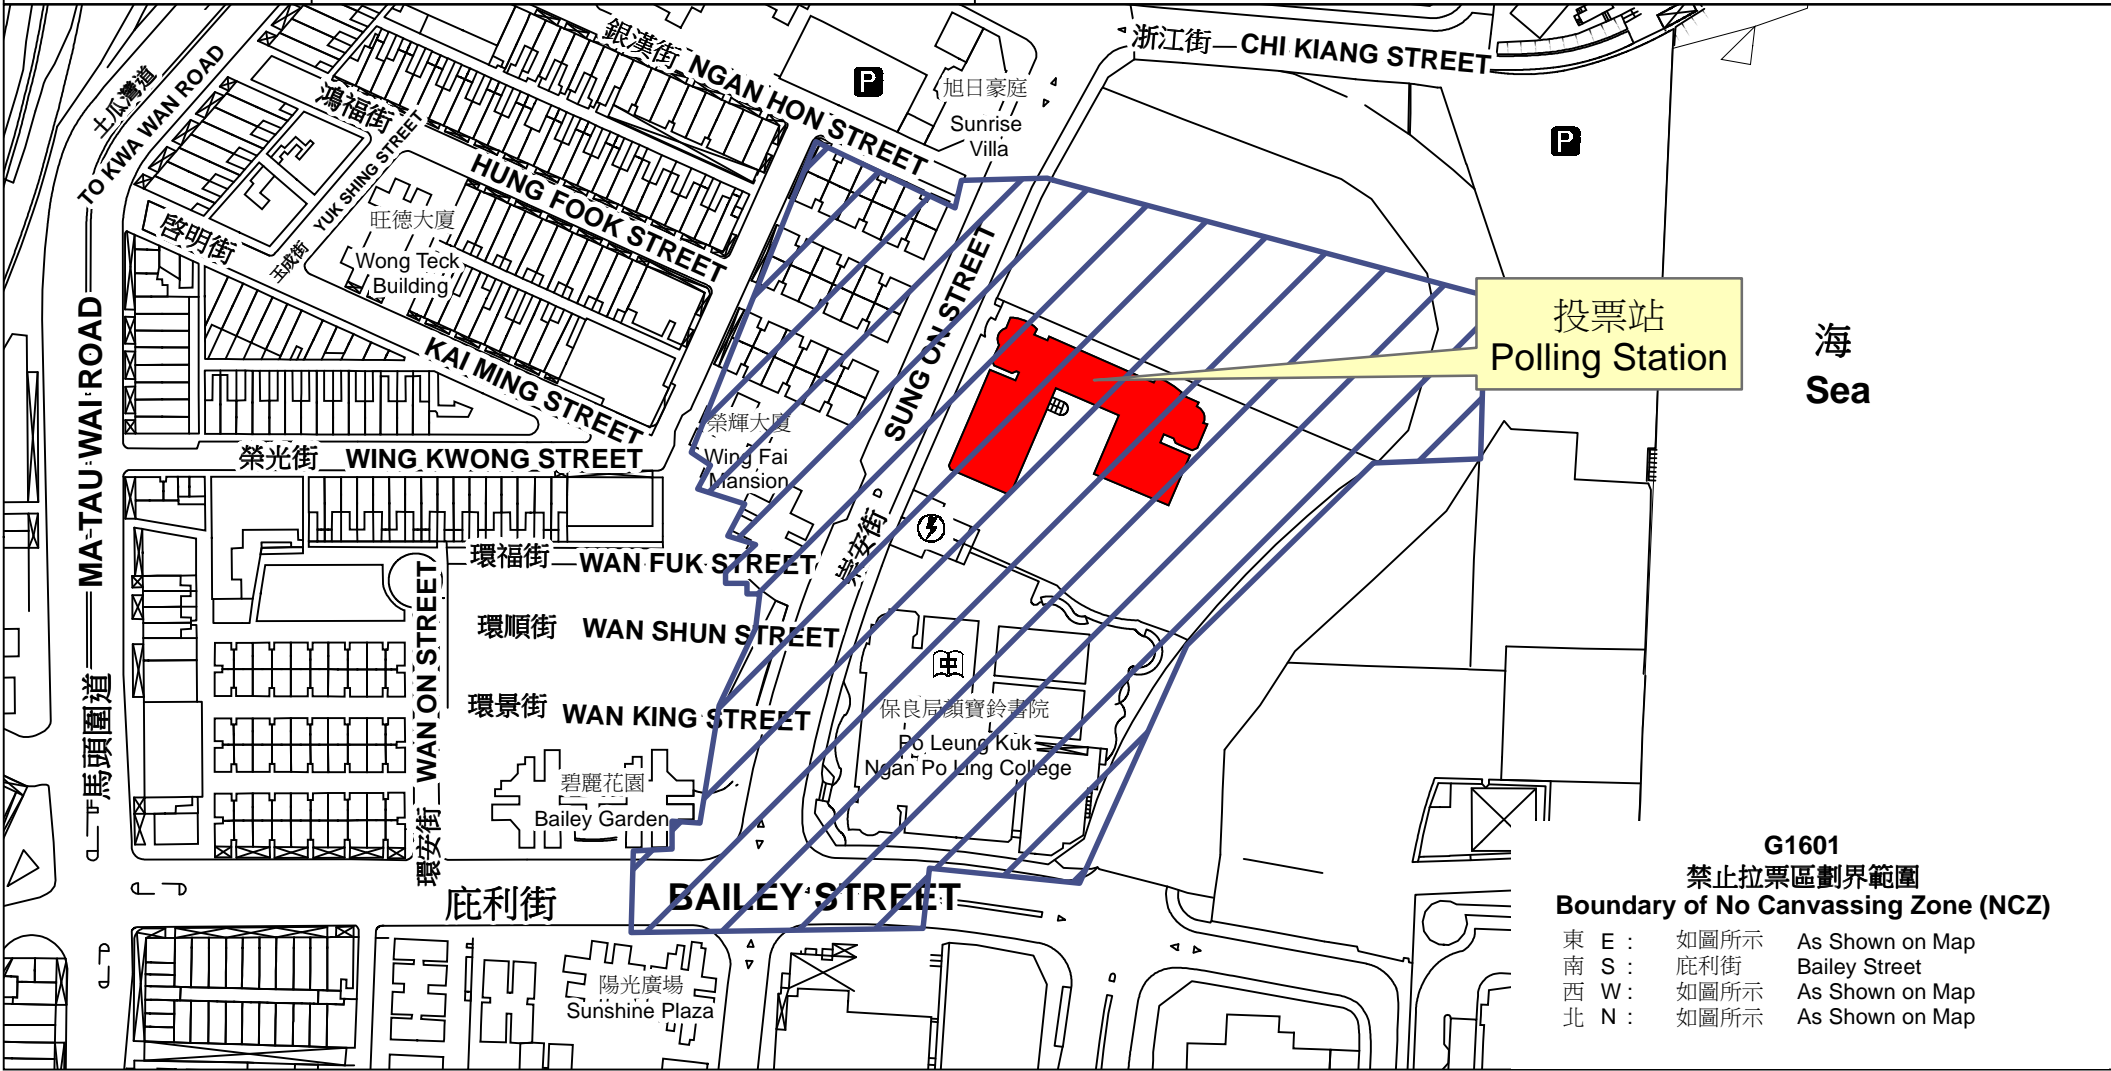 銀漢街 NGAN HON STREET
浙江街 CHI KIANG STREET
土瓜灣道
TO KWA WAN ROAD
鴻福街
HUNG FOOK STREET
旭日豪庭
Sunrise
Villa
P
P
啓明街
KAI MING STREET
玉成街 YUK SHING STREET
旺德大廈
Wong Teck
Building
投票站
Polling Station
海
Sea
MA TAU WAI ROAD
馬頭圍道
SUNG ON STREET
崇安街
榮輝大廈
Wing Fai
Mansion
榮光街 WING KWONG STREET
環福街 WAN FUK STREET
環順街 WAN SHUN STREET
環景街 WAN KING STREET
環安街 WAN ON STREET
中
保良局顏寶鈴書院
Po Leung Kuk
Ngan Po Ling College
碧麗花園
Bailey Garden
庇利街 BAILEY STREET
陽光廣場
Sunshine Plaza
G1601
禁止拉票區劃界範圍
Boundary of No Canvassing Zone (NCZ)
東 E : 如圖所示 As Shown on Map
南 S : 庇利街 Bailey Street
西 W : 如圖所示 As Shown on Map
北 N : 如圖所示 As Shown on Map